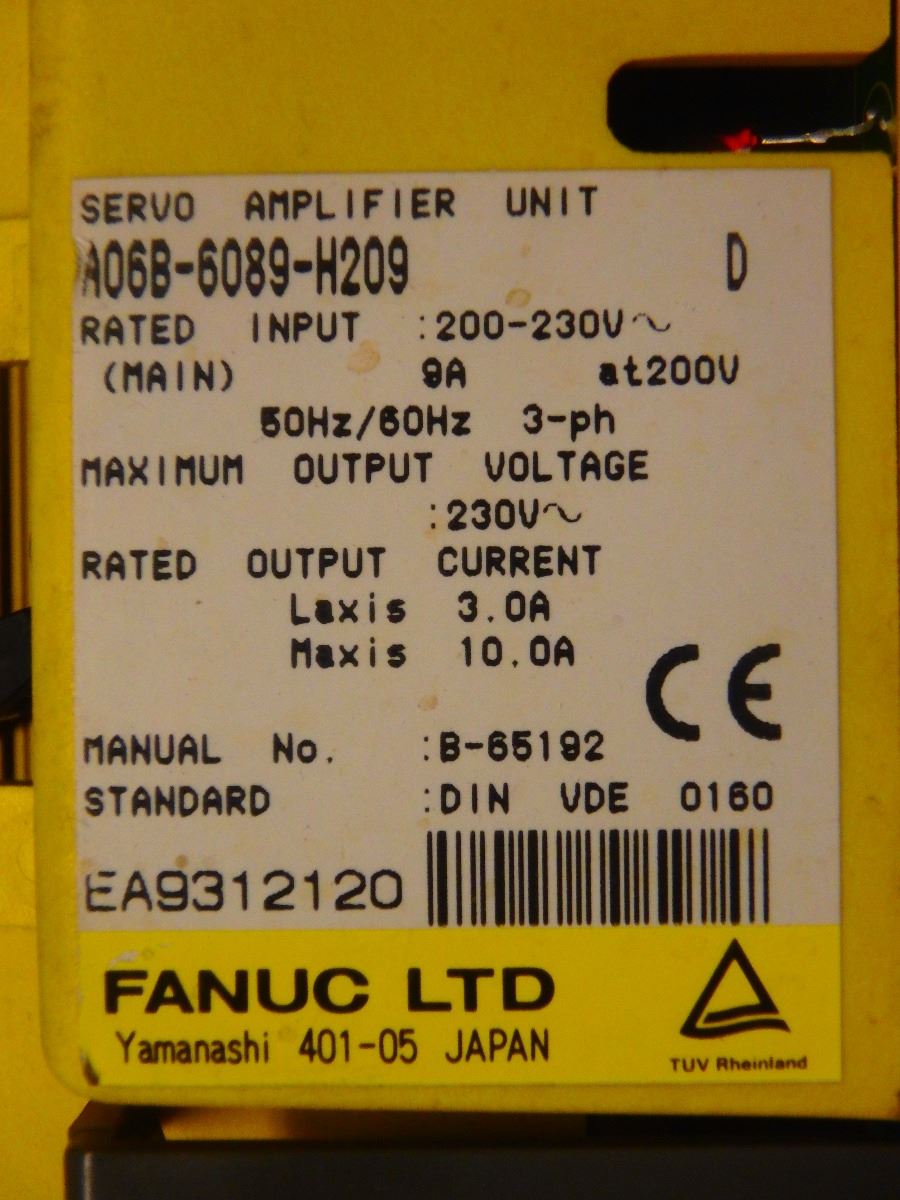 SERVO AMPLIFIER UNIT
A06B-6089-H209 D
RATED INPUT :200-230V~
(MAIN) 9A at200V
50Hz/60Hz 3-ph
MAXIMUM OUTPUT VOLTAGE
:230V~
RATED OUTPUT CURRENT
Laxis 3.0A
Maxis 10.0A
CE
MANUAL No. :B-65192
STANDARD :DIN VDE 0160
EA9312120
FANUC LTD
Yamanashi 401-05 JAPAN
TUV Rheinland